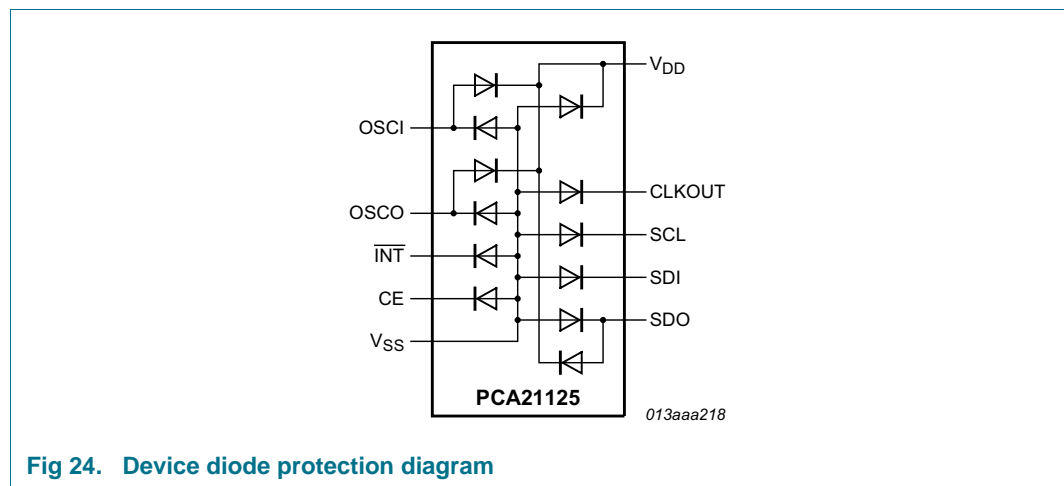 OSCI
OSCO
INT
CE
VSS
VDD
CLKOUT
SCL
SDI
SDO
PCA21125
013aaa218
Fig 24. Device diode protection diagram